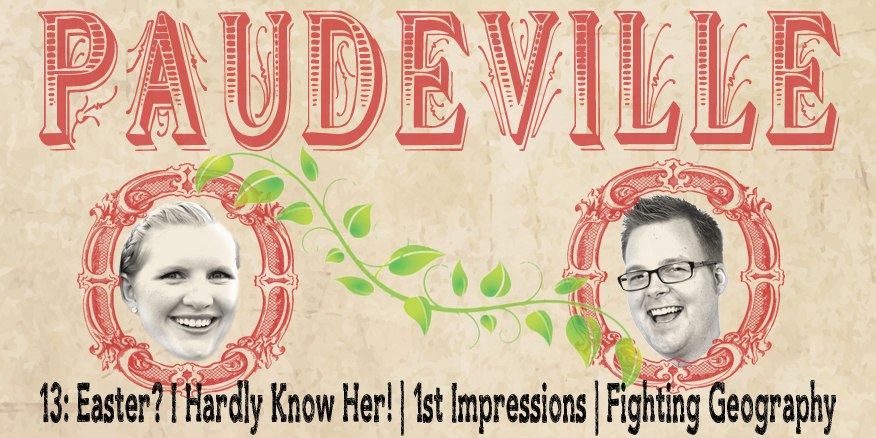 PAUDEVILLE
13: Easter? I Hardly Know Her! | 1st Impressions | Fighting Geography